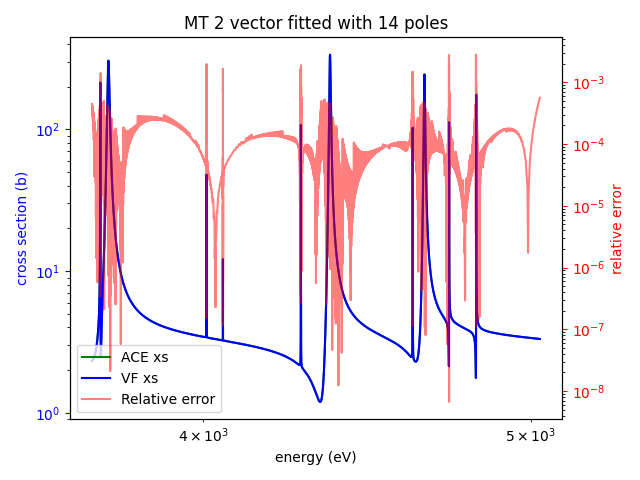 MT 2 vector fitted with 14 poles
cross section (b)
10²
10¹
10⁰
10⁻³
10⁻⁴
10⁻⁵
10⁻⁶
10⁻⁷
10⁻⁸
relative error
ACE xs
VF xs
Relative error
4 × 10³
5 × 10³
energy (eV)